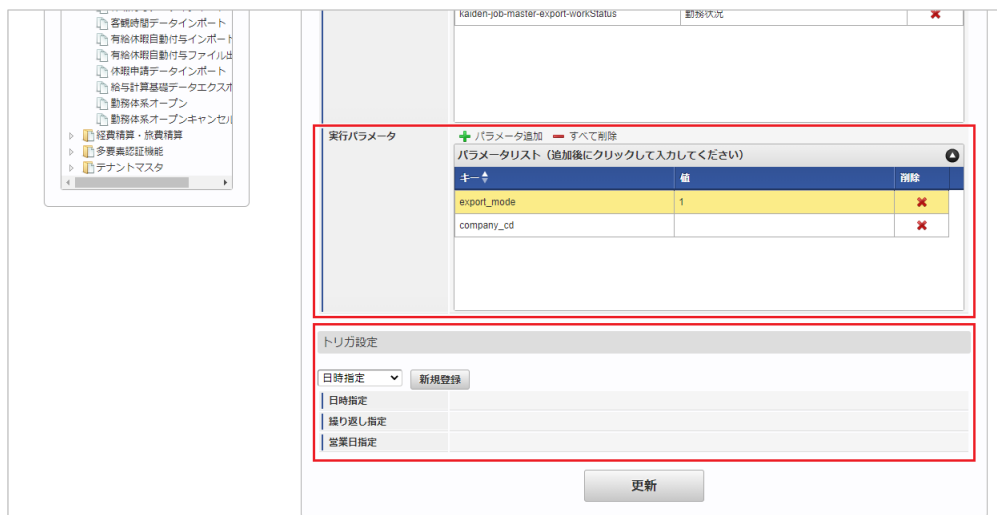 客観時間データインポート
有給休暇自動付与インポート
有給休暇自動付与ファイル出
休暇申請データインポート
給与計算基礎データエクスポ
勤務体系オープン
勤務体系オープンキャンセル
経費精算・旅費精算
多要素認証機能
テナントマスタ
kaiden-job-master-export-workStatus 勤務状況
実行パラメータ
パラメータ追加 すべて削除
パラメータリスト（追加後にクリックして入力してください）
キー 値 削除
export_mode 1
company_cd
トリガ設定
日時指定 新規登録
日時指定
繰り返し指定
営業日指定
更新